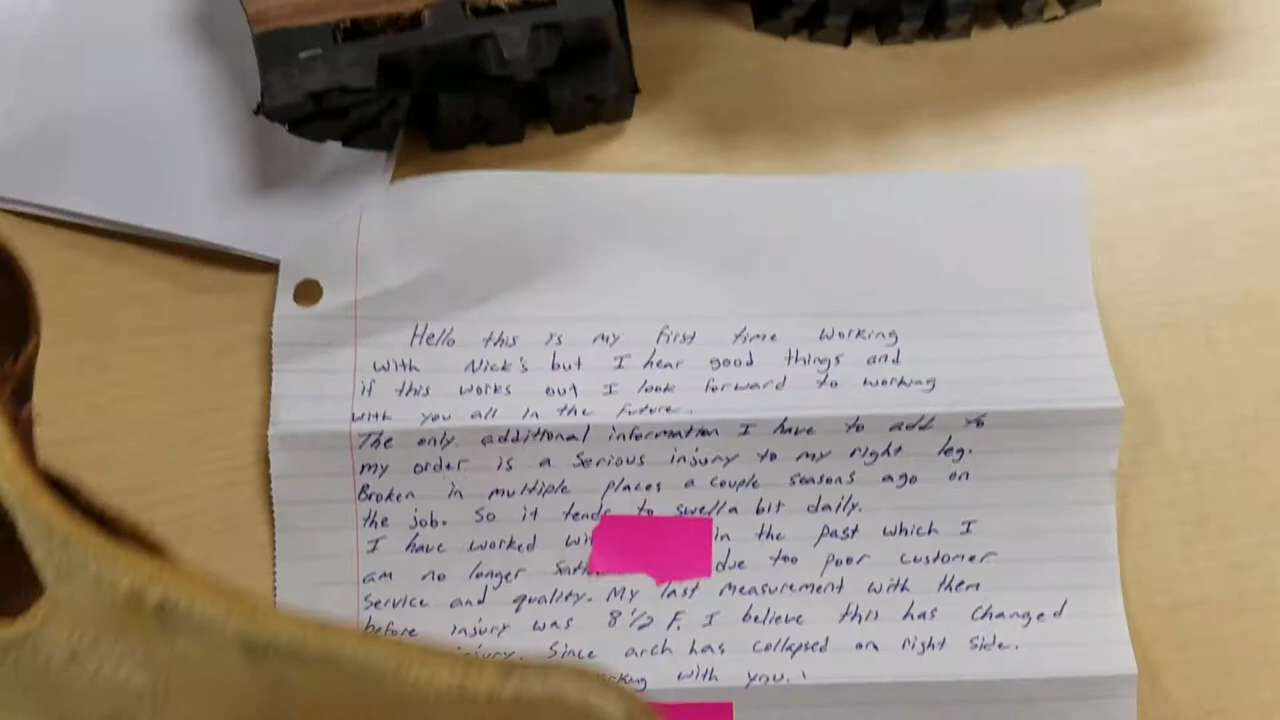 Hello this is my first time working
with Nick's but I hear good things and
if this works out I look forward to working
with you all in the future.
The only additional information I have to add to
my order is a serious injury to my right leg.
Broken in multiple places a couple seasons ago on
the job. So it tends to swell a bit daily.
I have worked in the past which I
am no longer due too poor customer
service and quality. My last measurement with them
before injury was 8 1/2 F. I believe this has changed
injury. Since arch has collapsed on right side.
with you.!